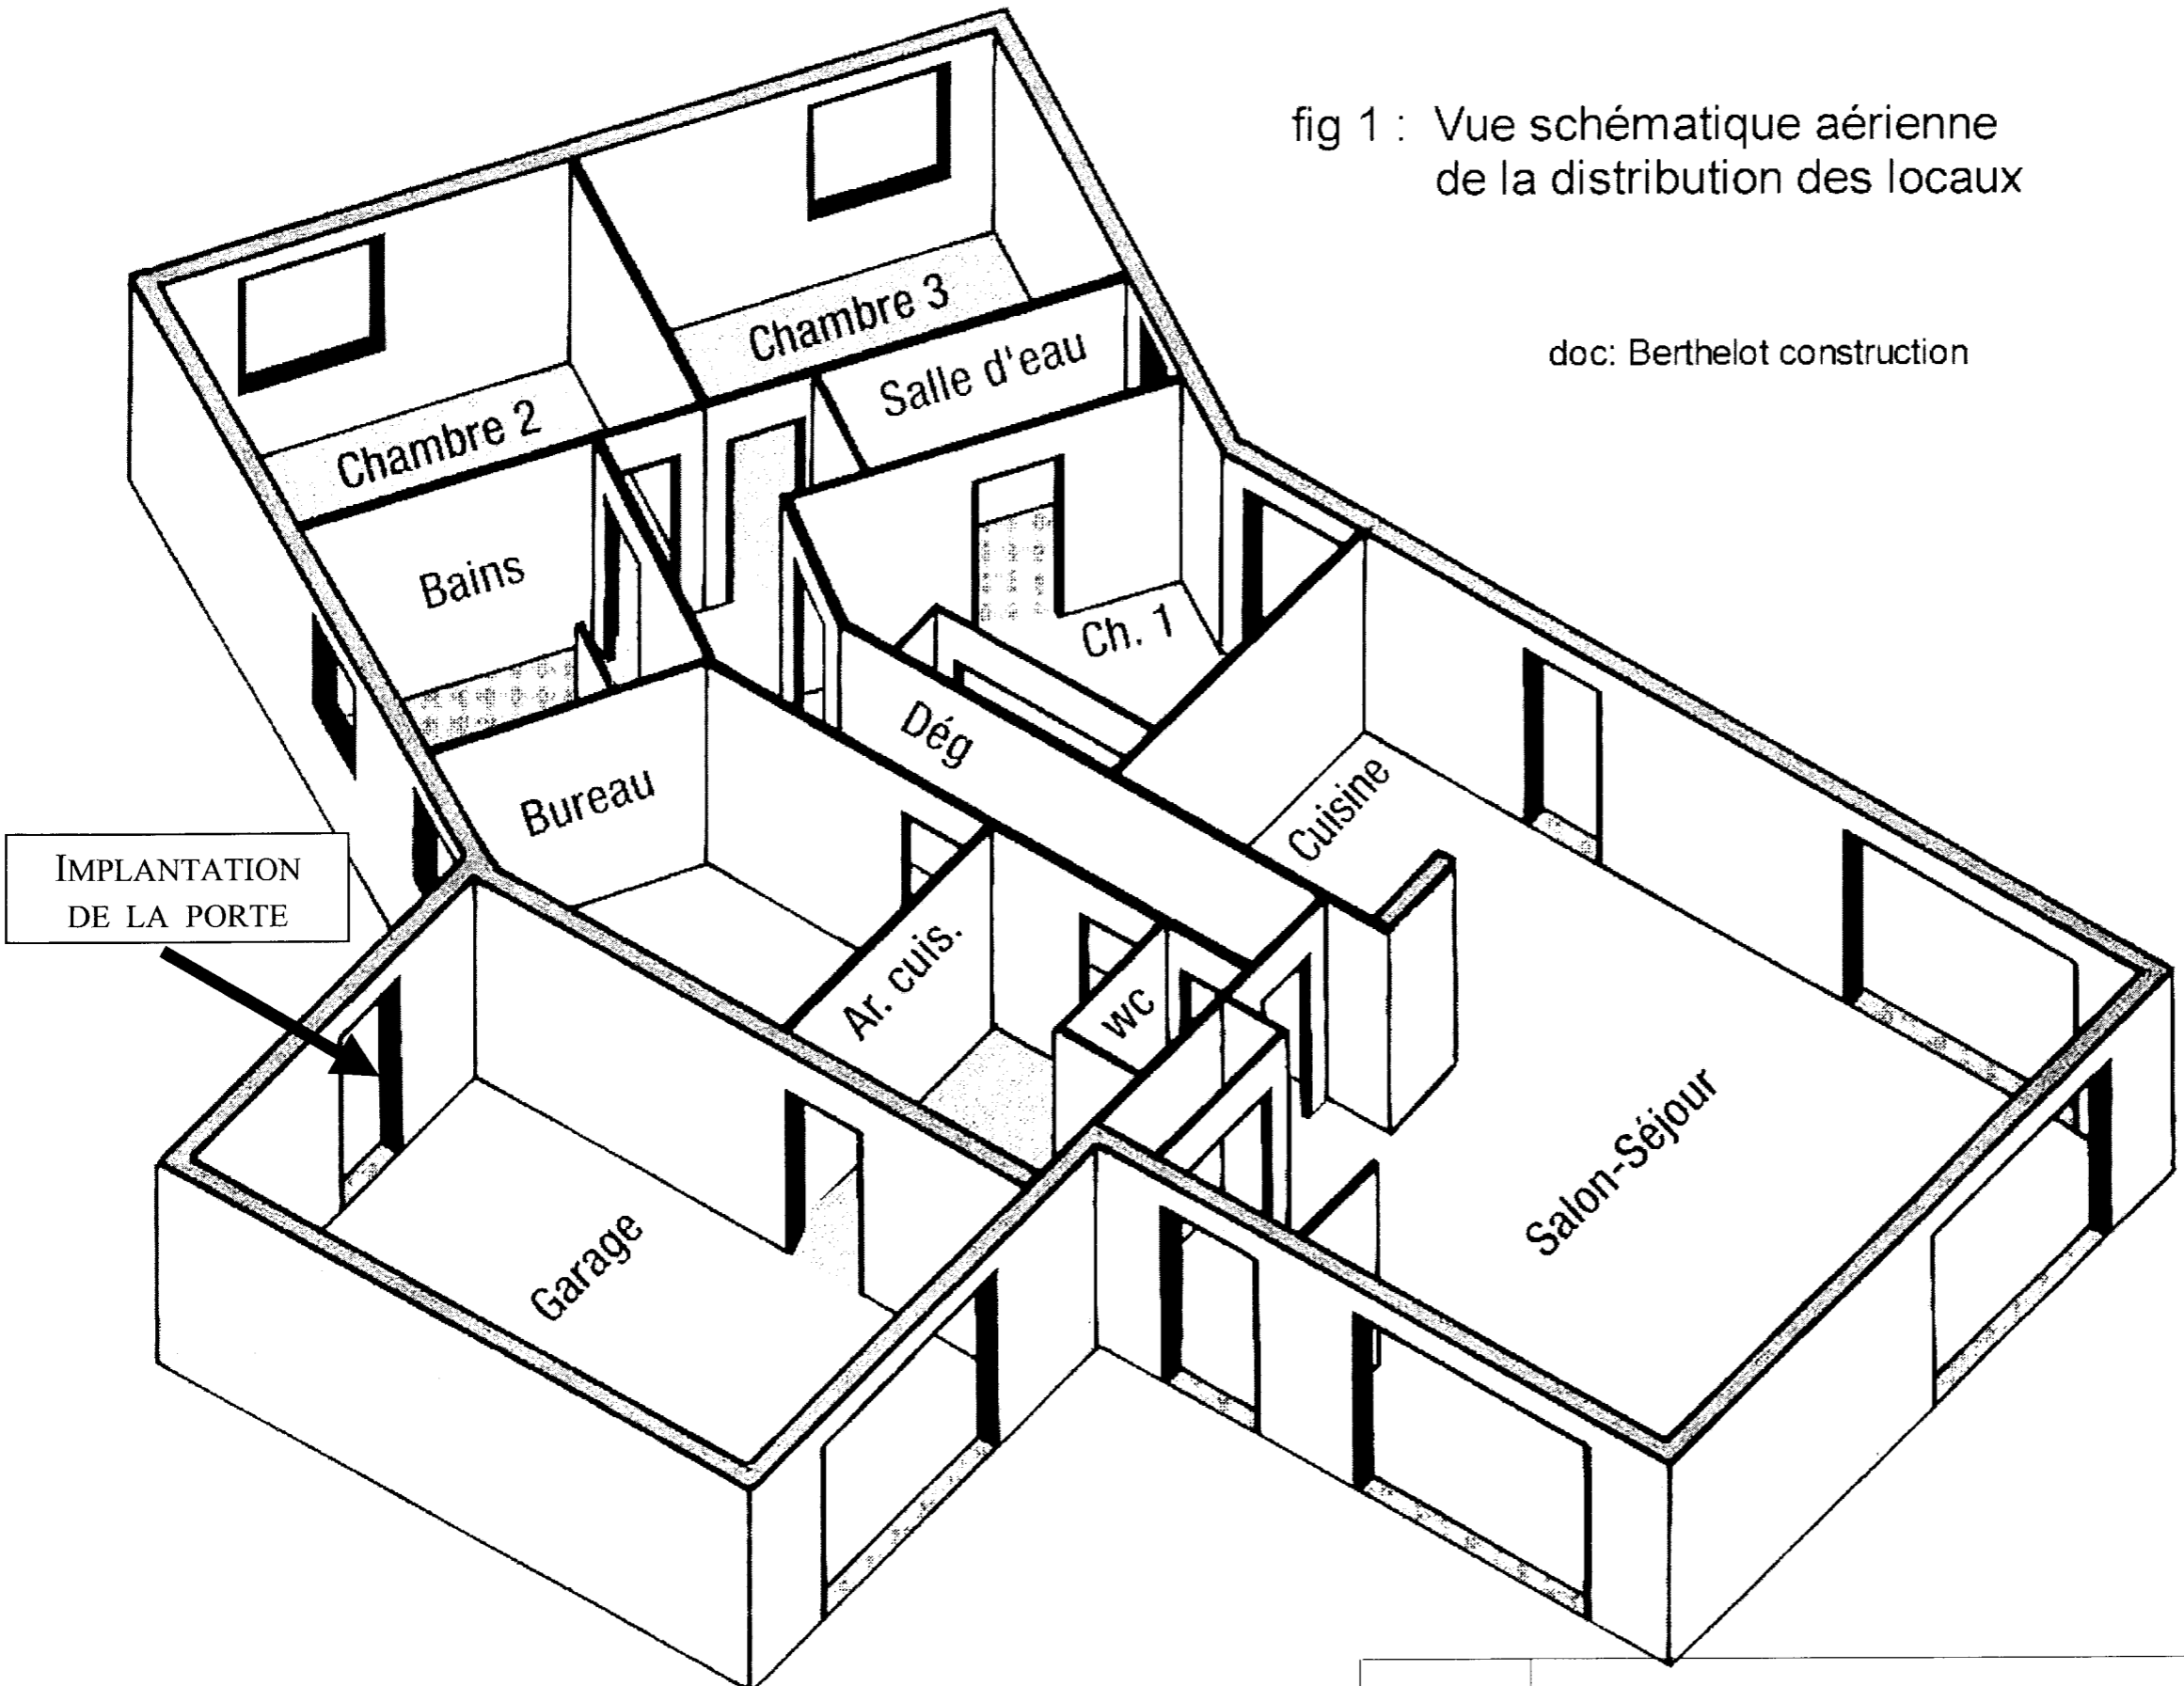 fig 1 : Vue schématique aérienne
de la distribution des locaux
doc: Berthelot construction
Chambre 3
Salle d'eau
Chambre 2
Bains
Ch. 1
Dég
Bureau
Cuisine
IMPLANTATION
DE LA PORTE
Ar. cuis.
wc
Salon-Séjour
Garage